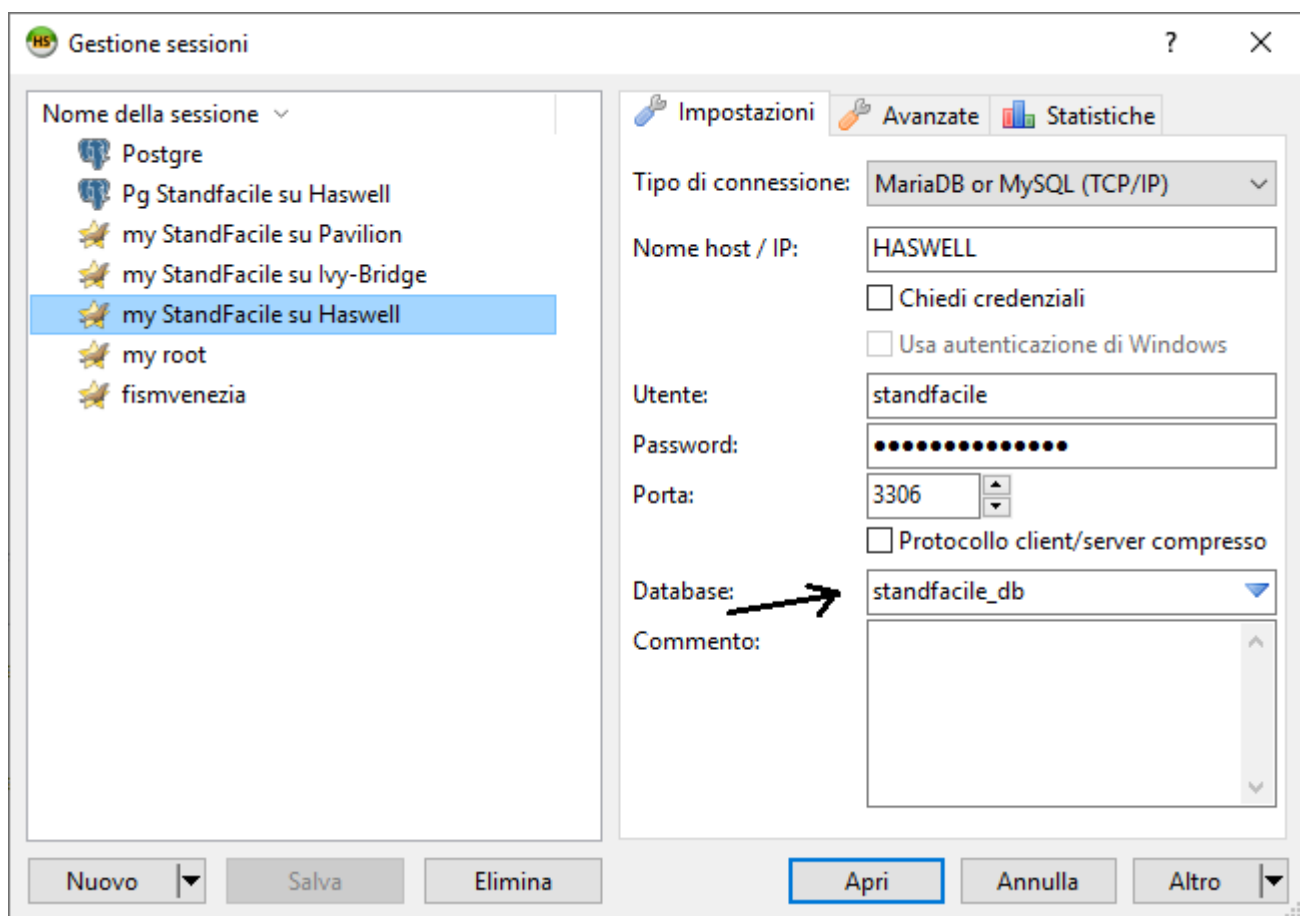 HS Gestione sessioni ?
Nome della sessione
Postgre
Pg Standfacile su Haswell
my StandFacile su Pavilion
my StandFacile su Ivy-Bridge
my StandFacile su Haswell
my root
fismvenezia
Impostazioni Avanzate Statistiche
Tipo di connessione: MariaDB or MySQL (TCP/IP)
Nome host / IP: HASWELL
Chiedi credenziali
Usa autenticazione di Windows
Utente: standfacile
Password: ●●●●●●●●●●●●●●
Porta: 3306
Protocollo client/server compresso
Database: standfacile_db
Commento:
Nuovo Salva Elimina Apri Annulla Altro